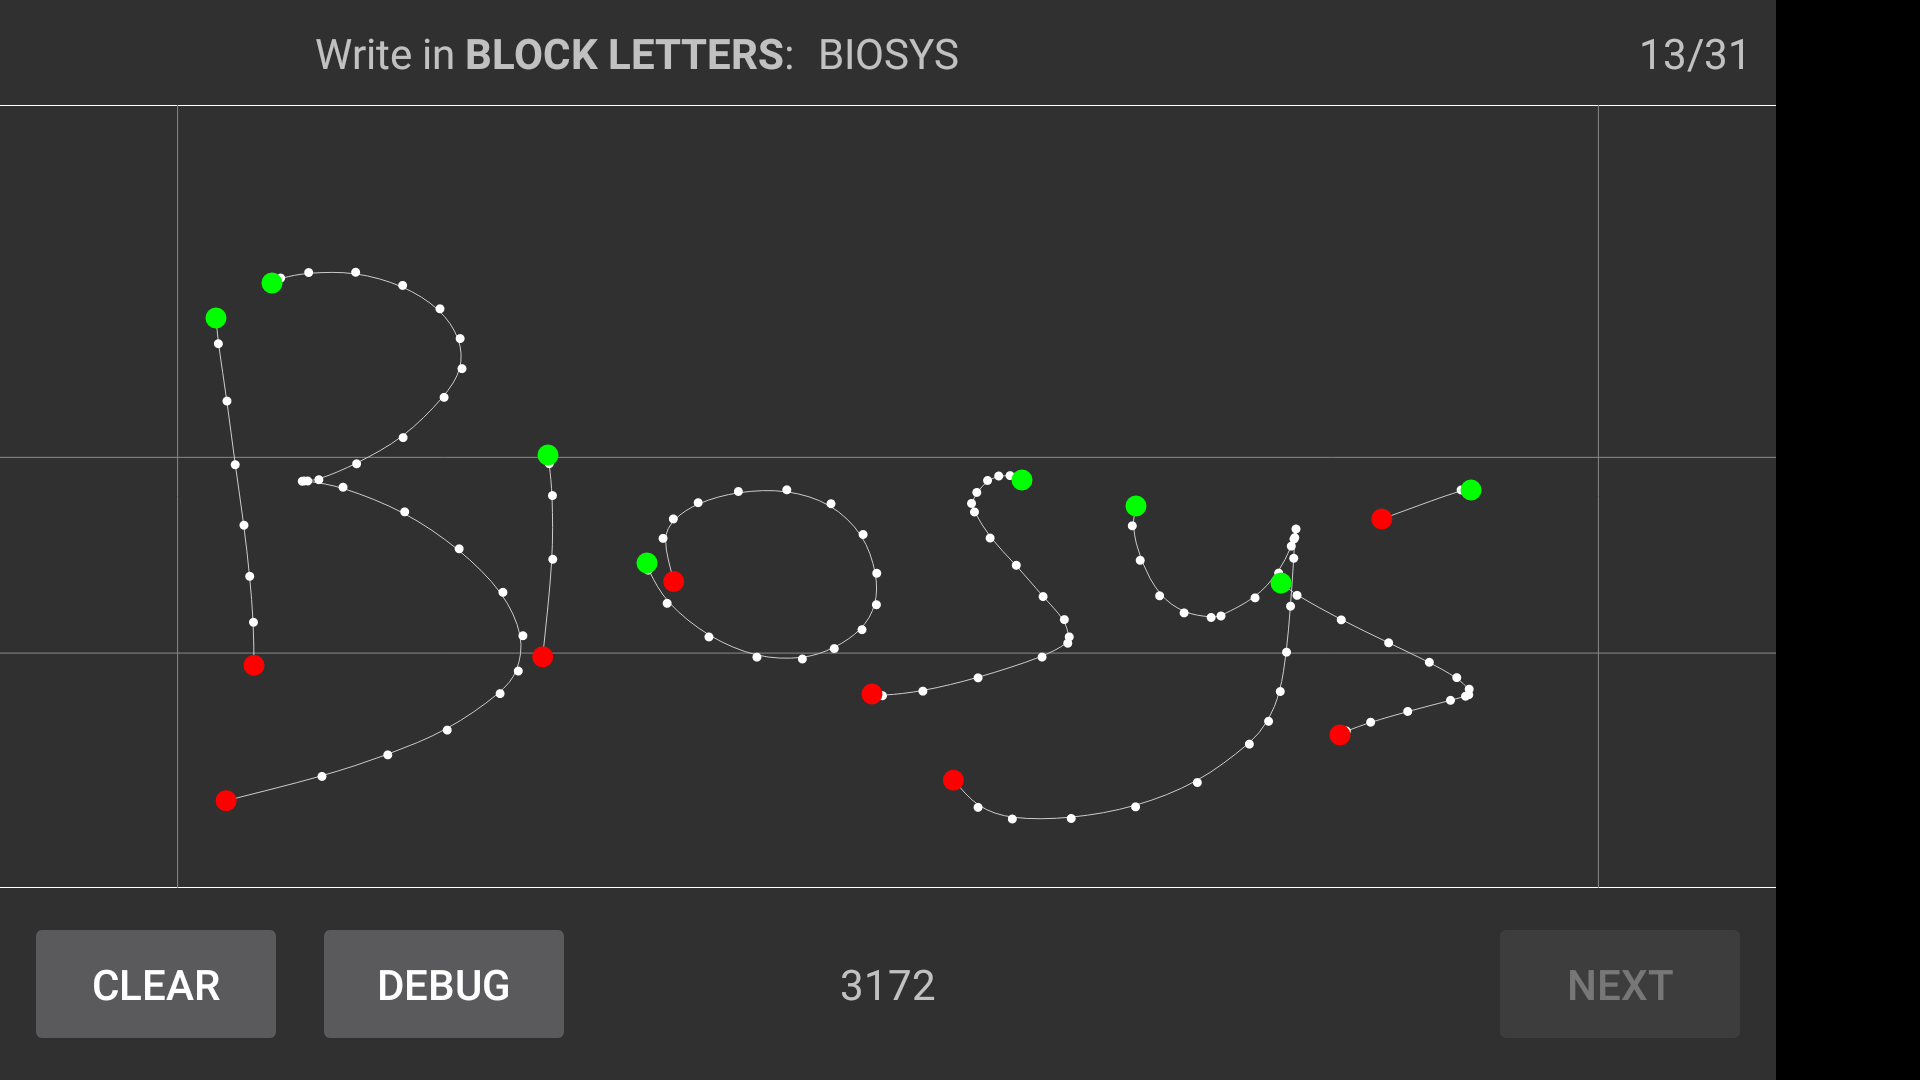 Write in BLOCK LETTERS: BIOSYS 13/31
BIOSyS
CLEAR DEBUG 3172 NEXT